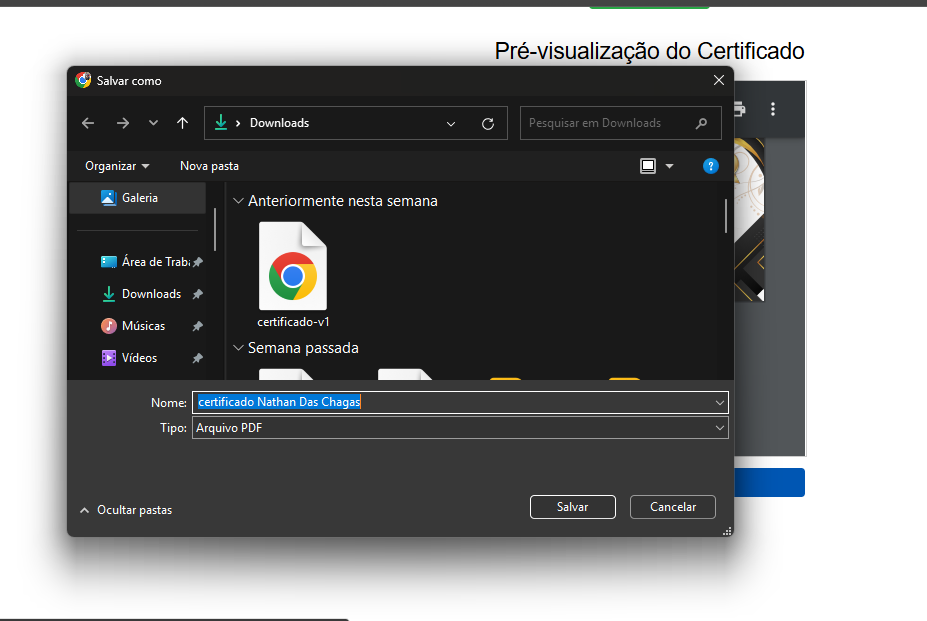 Pré-visualização do Certificado
Salvar como
Downloads
Pesquisar em Downloads
Organizar
Nova pasta
?
Galeria
Anteriormente nesta semana
certificado-v1
Área de Traba
Downloads
Músicas
Vídeos
Semana passada
Nome: certificado Nathan Das Chagas
Tipo: Arquivo PDF
Ocultar pastas
Salvar
Cancelar